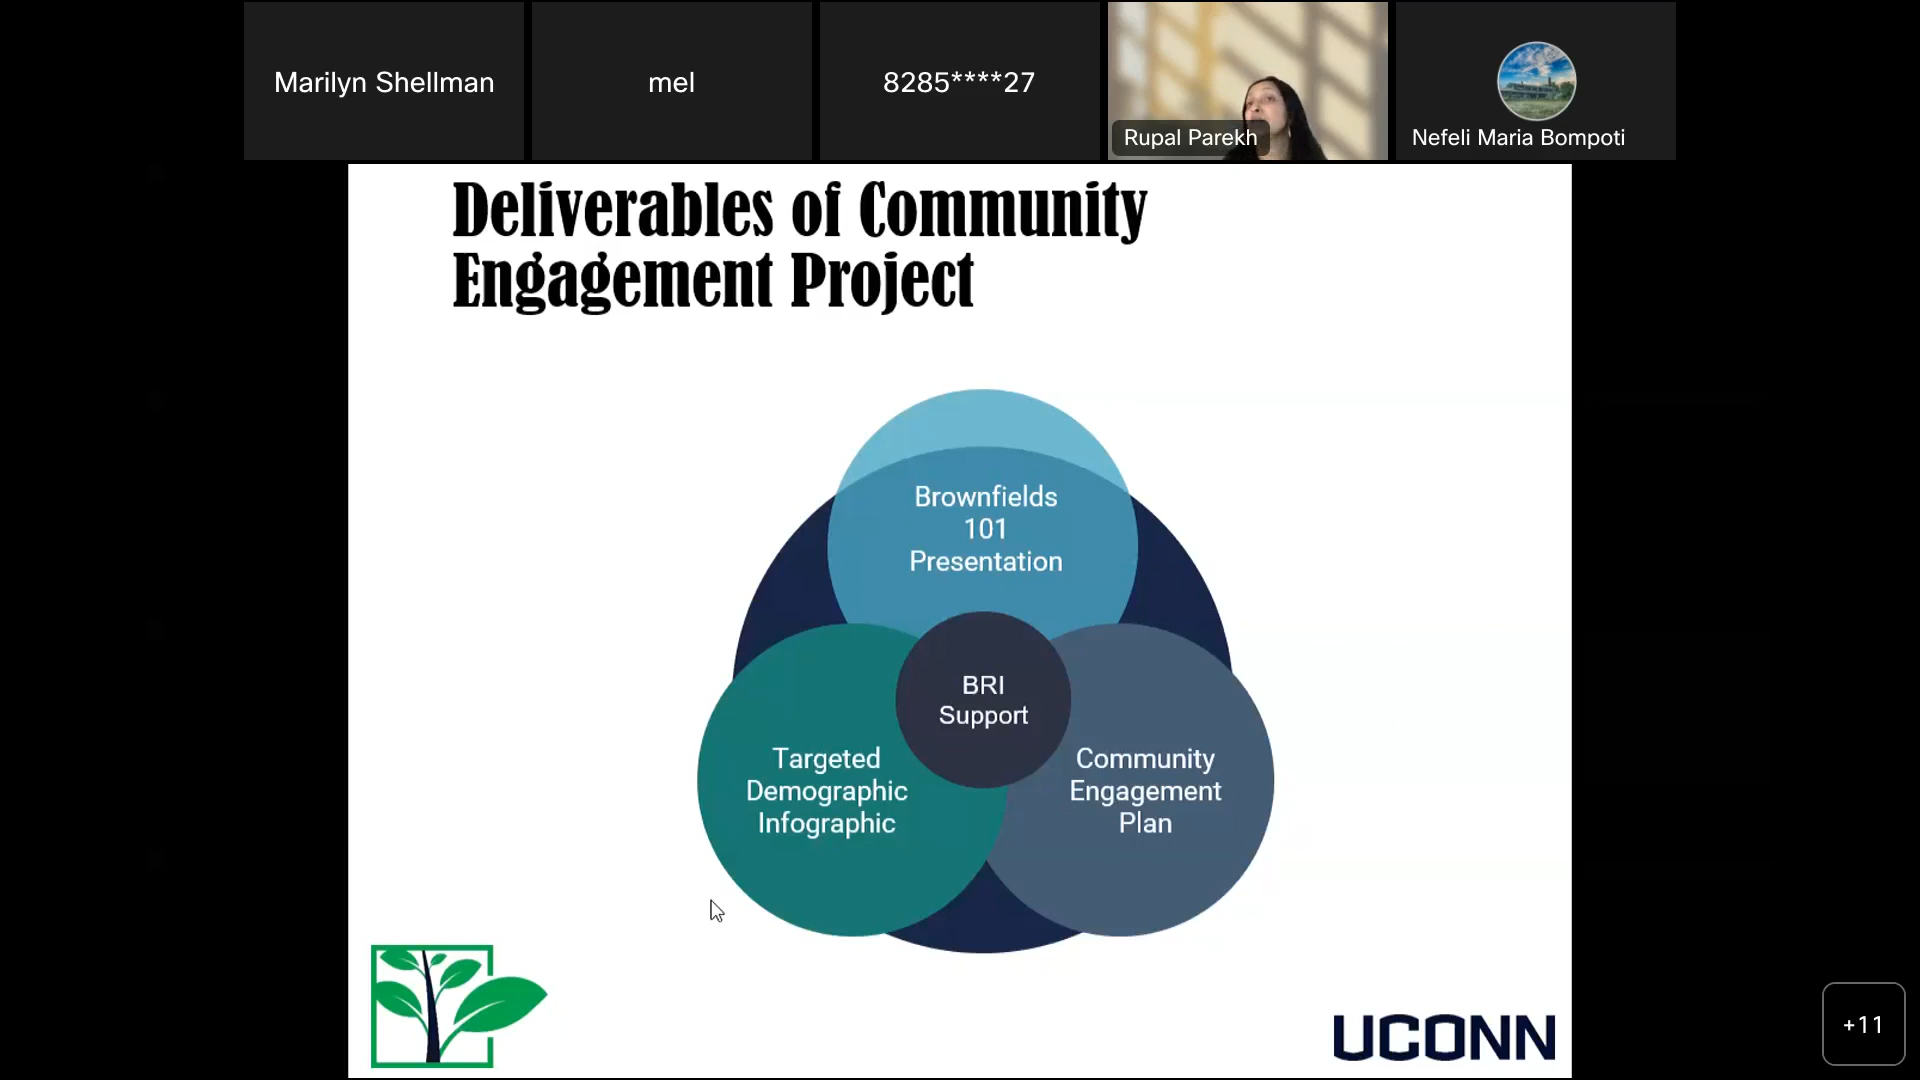 Marilyn Shellman
mel
8285****27
Rupal Parekh
Nefeli Maria Bompoti
Deliverables of Community
Engagement Project
Brownfields
101
Presentation
BRI
Support
Targeted
Demographic
Infographic
Community
Engagement
Plan
UCONN
+11